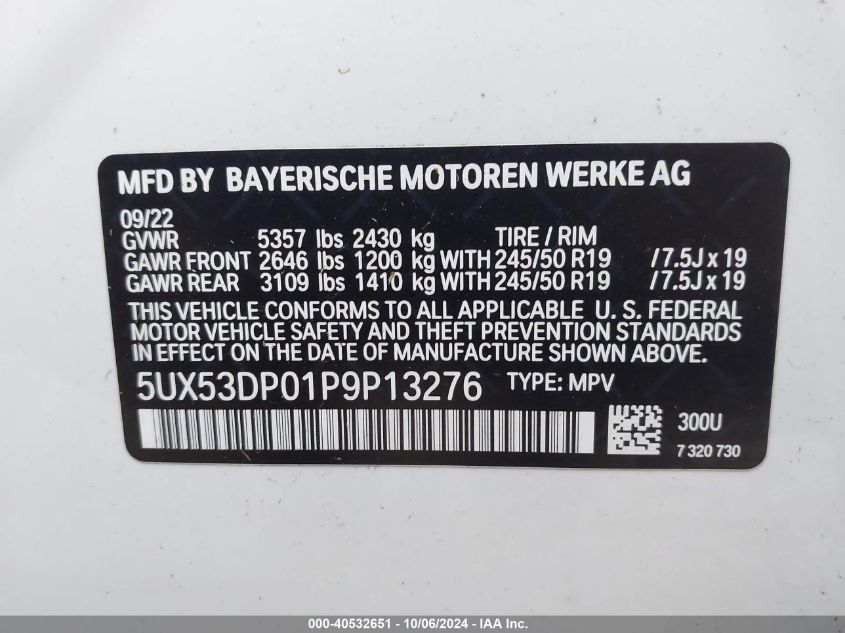 MFD BY BAYERISCHE MOTOREN WERKE AG
09/22
GVWR 5357 lbs 2430 kg TIRE / RIM
GAWR FRONT 2646 lbs 1200 kg WITH 245/50 R19 / 7.5J x 19
GAWR REAR 3109 lbs 1410 kg WITH 245/50 R19 / 7.5J x 19
THIS VEHICLE CONFORMS TO ALL APPLICABLE U. S. FEDERAL
MOTOR VEHICLE SAFETY AND THEFT PREVENTION STANDARDS
IN EFFECT ON THE DATE OF MANUFACTURE SHOWN ABOVE.
5UX53DP01P9P13276 TYPE: MPV
300U
7 320 730
000-40532651 - 10/06/2024 - IAA Inc.